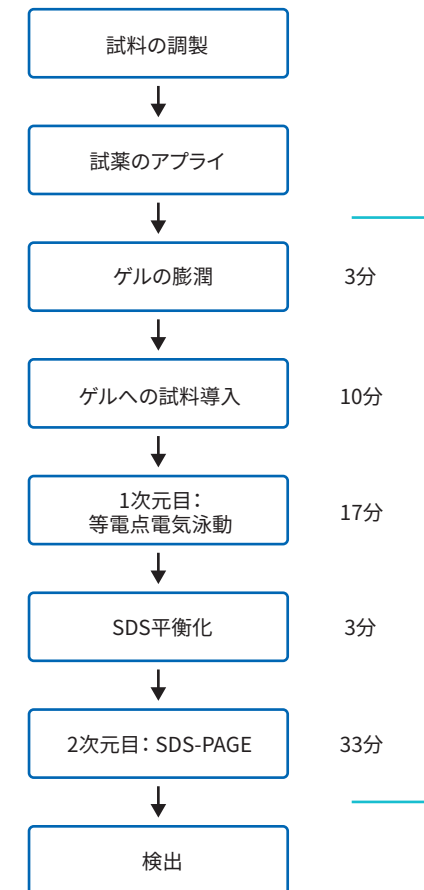 試料の調製
試薬のアプライ
ゲルの膨潤
3分
ゲルへの試料導入
10分
1次元目：
等電点電気泳動
17分
SDS平衡化
3分
2次元目：SDS-PAGE
33分
検出